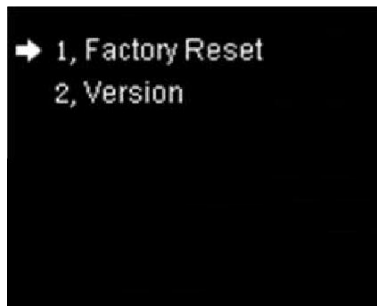 1, Factory Reset
2, Version